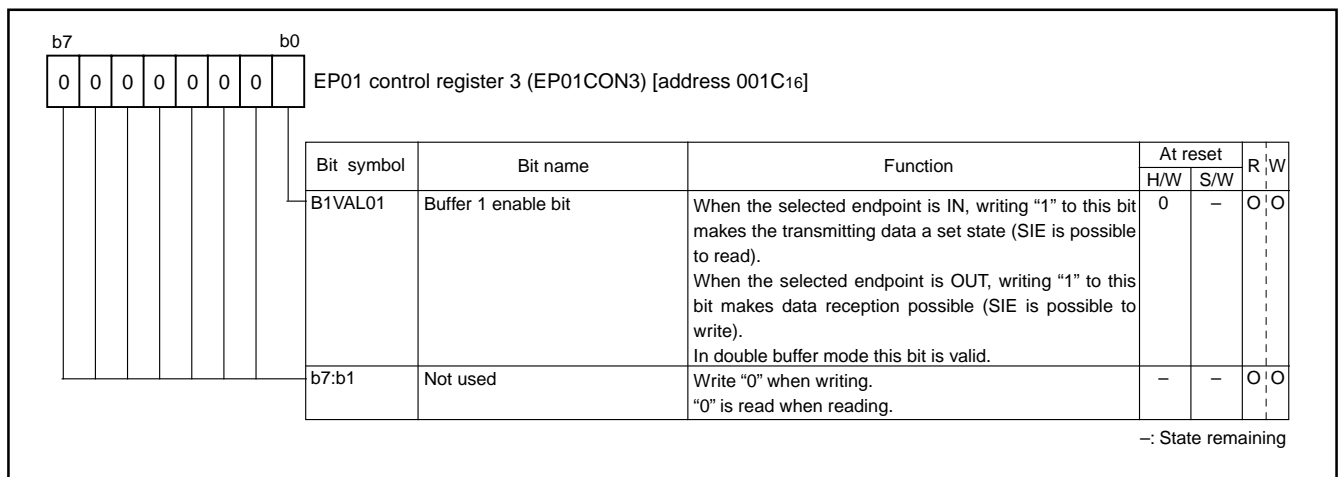 b7 b0
0 0 0 0 0 0 0 EP01 control register 3 (EP01CON3) [address 001C16]
Bit symbol Bit name Function At reset R W
H/W S/W
B1VAL01 Buffer 1 enable bit When the selected endpoint is IN, writing “1” to this bit 0 – O O
makes the transmitting data a set state (SIE is possible
to read).
When the selected endpoint is OUT, writing “1” to this
bit makes data reception possible (SIE is possible to
write).
In double buffer mode this bit is valid.
b7:b1 Not used Write “0” when writing. – – O O
“0” is read when reading.
–: State remaining